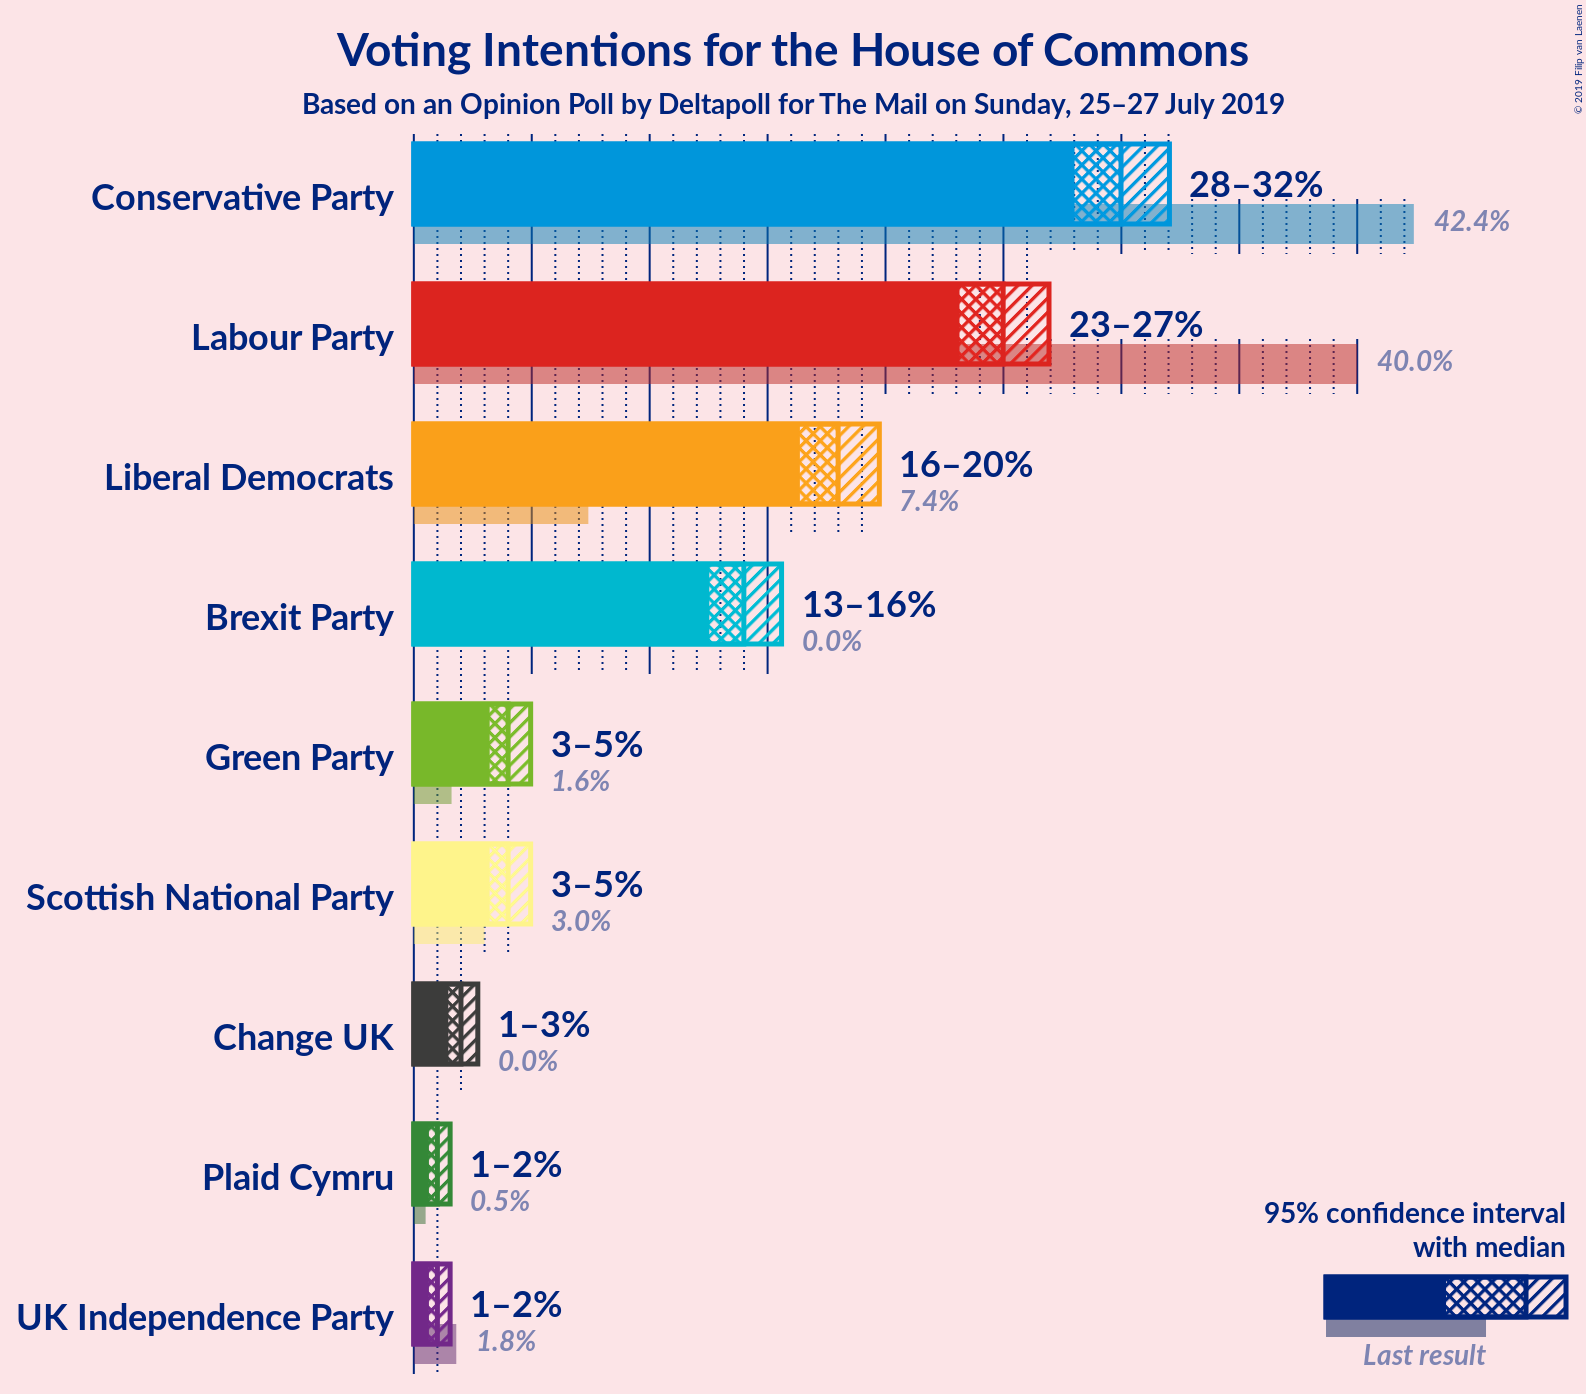 Voting Intentions for the House of Commons
Based on an Opinion Poll by Deltapoll for The Mail on Sunday, 25–27 July 2019
© 2019 Filip van Laenen
Conservative Party
28–32%
42.4%
Labour Party
23–27%
40.0%
Liberal Democrats
16–20%
7.4%
Brexit Party
13–16%
0.0%
Green Party
3–5%
1.6%
Scottish National Party
3–5%
3.0%
Change UK
1–3%
0.0%
Plaid Cymru
1–2%
0.5%
UK Independence Party
1–2%
1.8%
95% confidence interval
with median
Last result